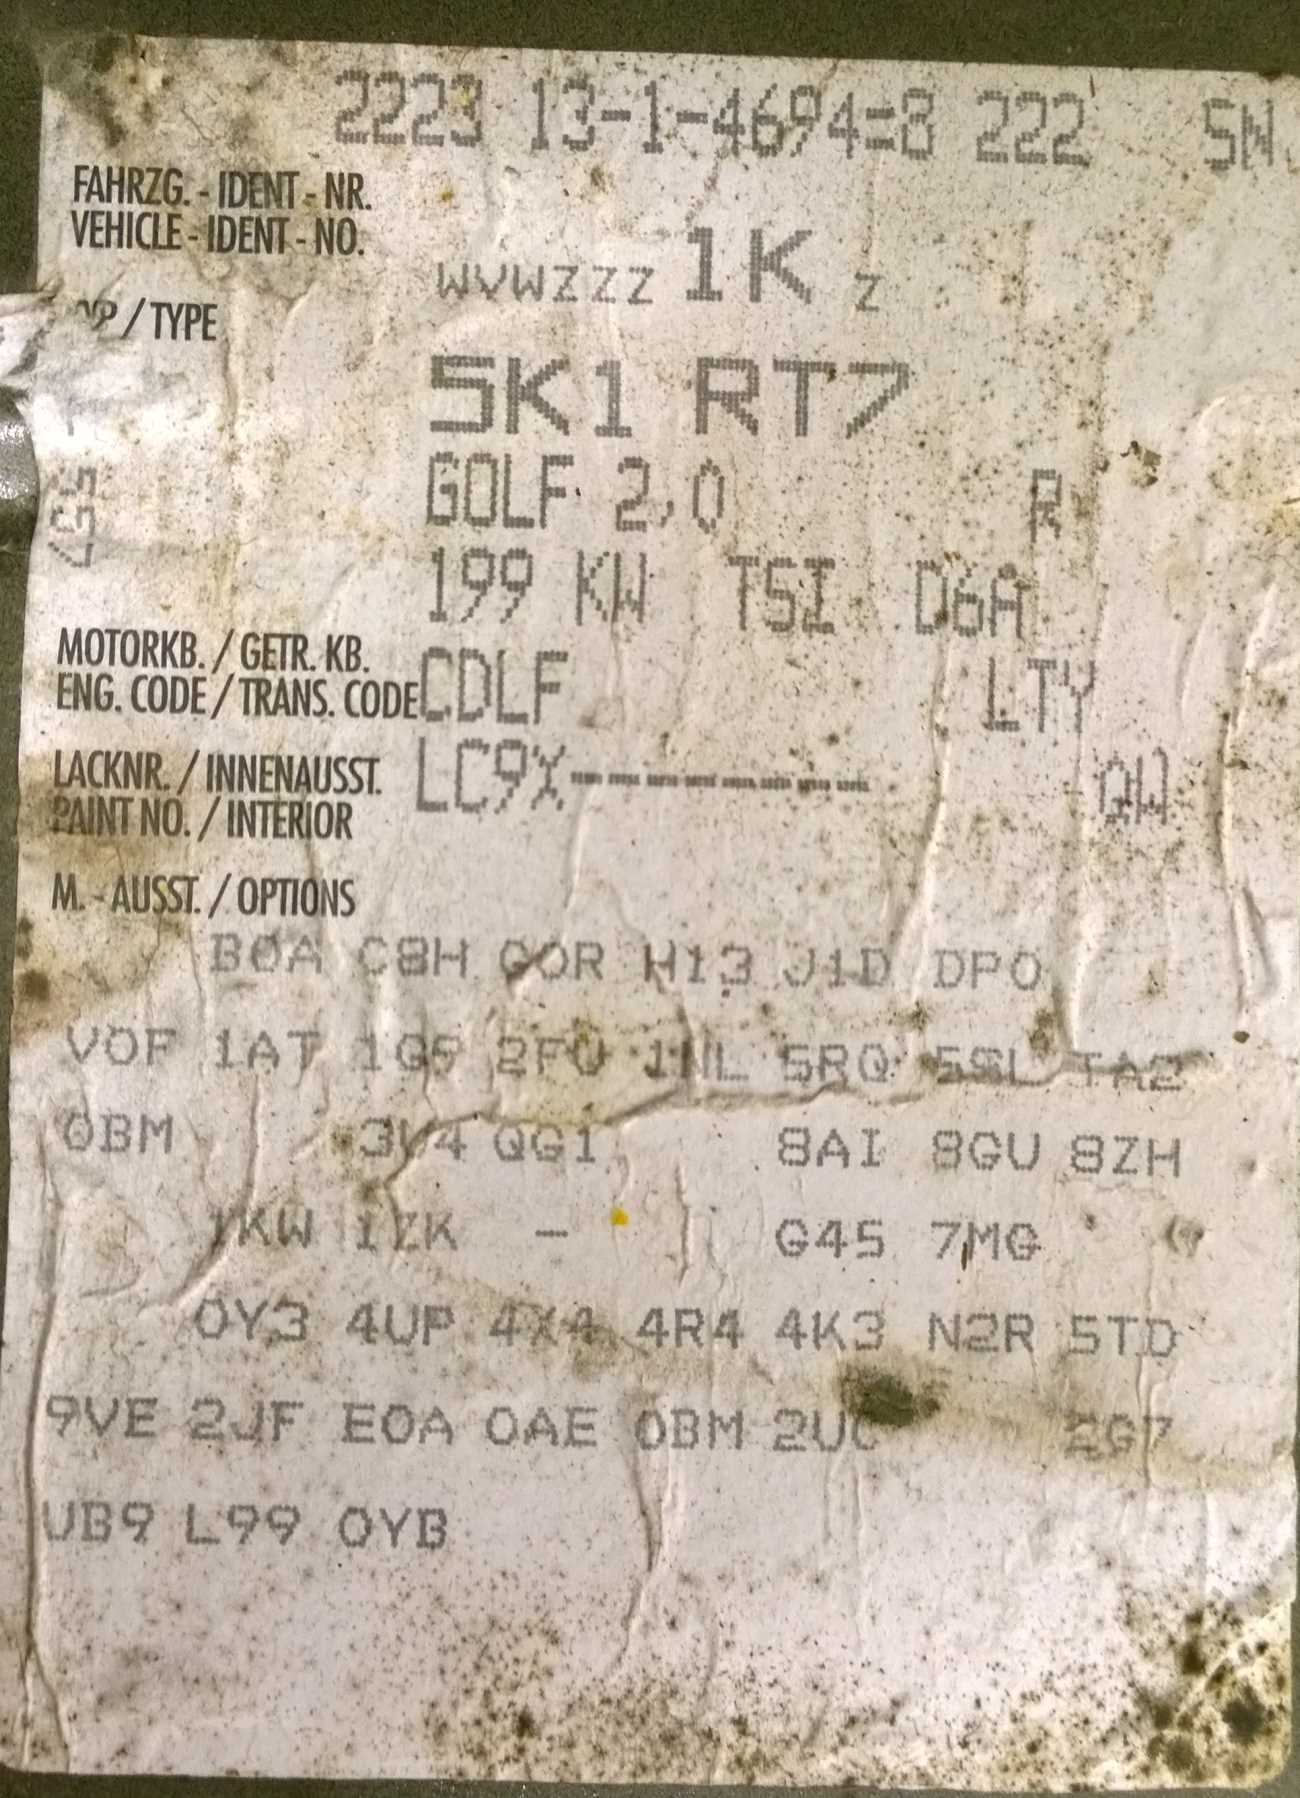 2223 13-1-4694=8 222 SN
FAHRZG. - IDENT - NR.
VEHICLE - IDENT - NO.
WVWZZZ 1K Z
/ TYPE
5K1 RT7
GOLF 2,0 R
199 KW TSI D6A
MOTORKB. / GETR. KB.
ENG. CODE / TRANS. CODE CDLF LTY
LACKNR. / INNENAUSST. LC9X-------- QW
PAINT NO. / INTERIOR
M. - AUSST. / OPTIONS
B0A C8H G0R H13 J1D DP0
V0F 1AT 1G9 2FQ 1NL 5RQ 5SL TA2
0BM 3U4 QG1 8AI 8GU 8ZH
1KW 1ZK - G45 7MG
0Y3 4UP 4X4 4R4 4K3 N2R 5TD
9VE 2JF E0A 0AE 0BM 2G7
UB9 L99 0YB